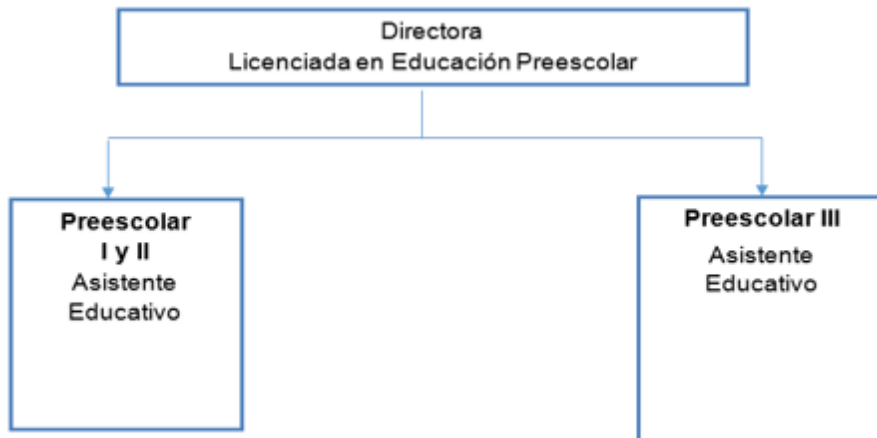 Directora
Licenciada en Educación Preescolar
Preescolar
I y II
Asistente
Educativo
Preescolar III
Asistente
Educativo